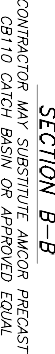 SECTION B-B
CONTRACTOR MAY SUBSTITUTE AMCOR PRECAST
CB110 CATCH BASIN OR APPROVED EQUAL